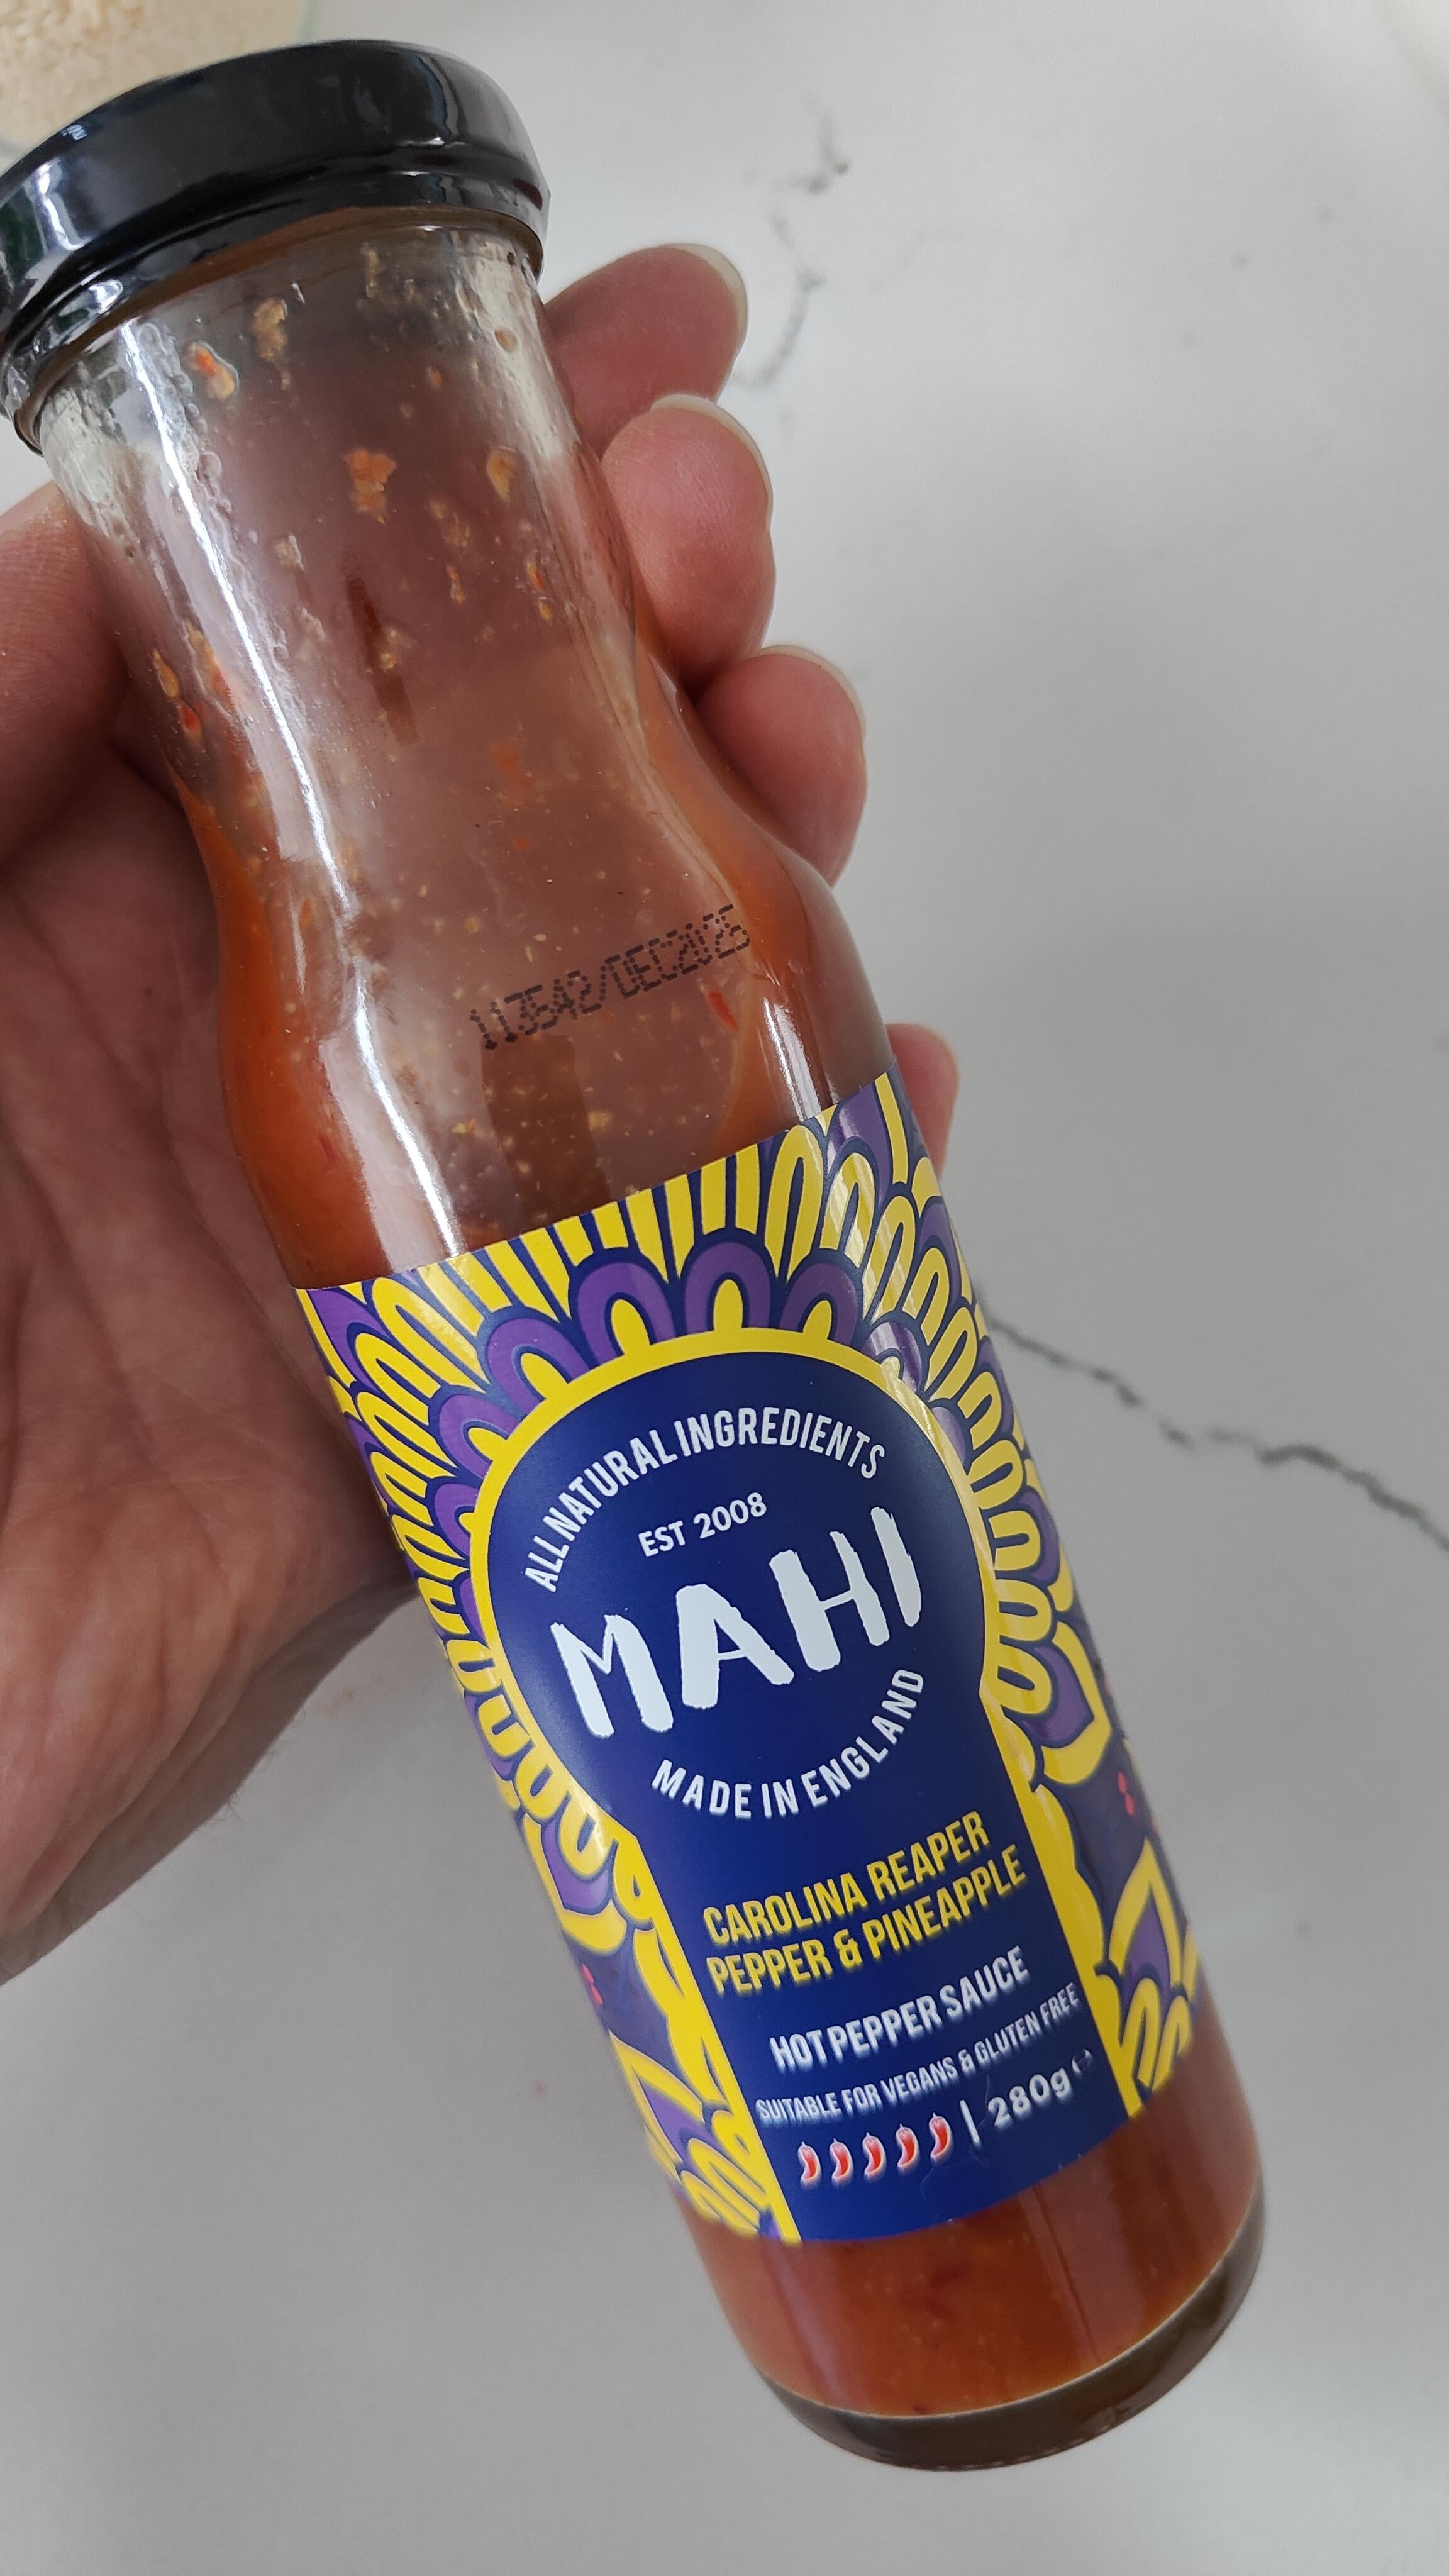 113542/DEC2025
ALL NATURAL INGREDIENTS
EST 2008
MAHI
MADE IN ENGLAND
CAROLINA REAPER
PEPPER & PINEAPPLE
HOT PEPPER SAUCE
SUITABLE FOR VEGANS & GLUTEN FREE
| 280g℮